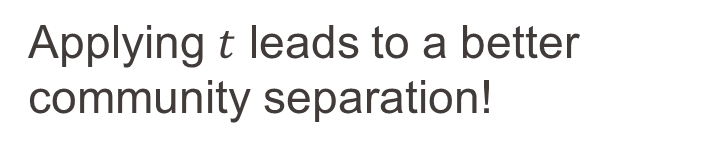 Applying t leads to a better
community separation!